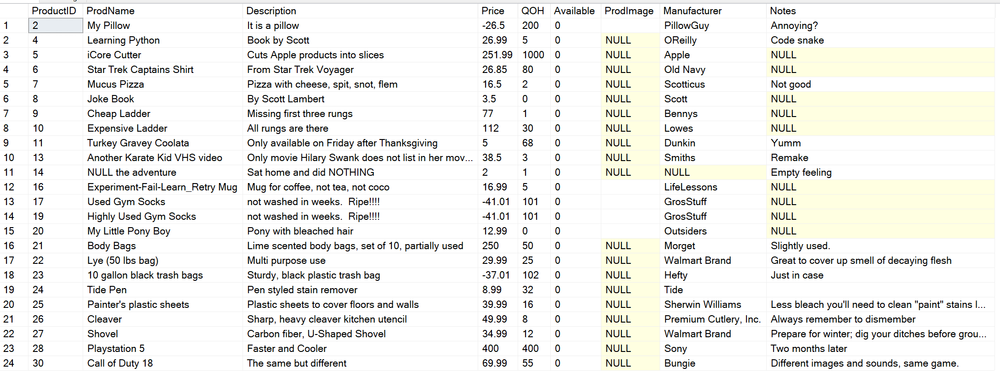 ProductID ProdName Description Price QOH Available ProdImage Manufacturer Notes
1 2 My Pillow It is a pillow -26.5 200 0 PillowGuy Annoying?
2 4 Learning Python Book by Scott 26.99 5 0 NULL OReilly Code snake
3 5 iCore Cutter Cuts Apple products into slices 251.99 1000 0 NULL Apple NULL
4 6 Star Trek Captains Shirt From Star Trek Voyager 26.85 80 0 NULL Old Navy NULL
5 7 Mucus Pizza Pizza with cheese, spit, snot, flem 16.5 2 0 NULL Scotticus Not good
6 8 Joke Book By Scott Lambert 3.5 0 0 NULL Scott NULL
7 9 Cheap Ladder Missing first three rungs 77 1 0 NULL Bennys NULL
8 10 Expensive Ladder All rungs are there 112 30 0 NULL Lowes NULL
9 11 Turkey Gravey Coolata Only available on Friday after Thanksgiving 5 68 0 NULL Dunkin Yumm
10 13 Another Karate Kid VHS video Only movie Hilary Swank does not list in her mov... 38.5 3 0 NULL Smiths Remake
11 14 NULL the adventure Sat home and did NOTHING 2 1 0 NULL NULL Empty feeling
12 16 Experiment-Fail-Learn_Retry Mug Mug for coffee, not tea, not coco 16.99 5 0 LifeLessons NULL
13 17 Used Gym Socks not washed in weeks.  Ripe!!!! -41.01 101 0 GrosStuff NULL
14 19 Highly Used Gym Socks not washed in weeks.  Ripe!!!! -41.01 101 0 GrosStuff NULL
15 20 My Little Pony Boy Pony with bleached hair 12.99 0 0 Outsiders NULL
16 21 Body Bags Lime scented body bags, set of 10, partially used 250 50 0 NULL Morget Slightly used.
17 22 Lye (50 lbs bag) Multi purpose use 29.99 25 0 NULL Walmart Brand Great to cover up smell of decaying flesh
18 23 10 gallon black trash bags Sturdy, black plastic trash bag -37.01 102 0 NULL Hefty Just in case
19 24 Tide Pen Pen styled stain remover 8.99 32 0 NULL Tide
20 25 Painter's plastic sheets Plastic sheets to cover floors and walls 39.99 16 0 NULL Sherwin Williams Less bleach you'll need to clean "paint" stains l...
21 26 Cleaver Sharp, heavy cleaver kitchen utencil 49.99 8 0 NULL Premium Cutlery, Inc. Always remember to dismember
22 27 Shovel Carbon fiber, U-Shaped Shovel 34.99 12 0 NULL Walmart Brand Prepare for winter; dig your ditches before grou...
23 28 Playstation 5 Faster and Cooler 400 400 0 NULL Sony Two months later
24 30 Call of Duty 18 The same but different 69.99 55 0 NULL Bungie Different images and sounds, same game.